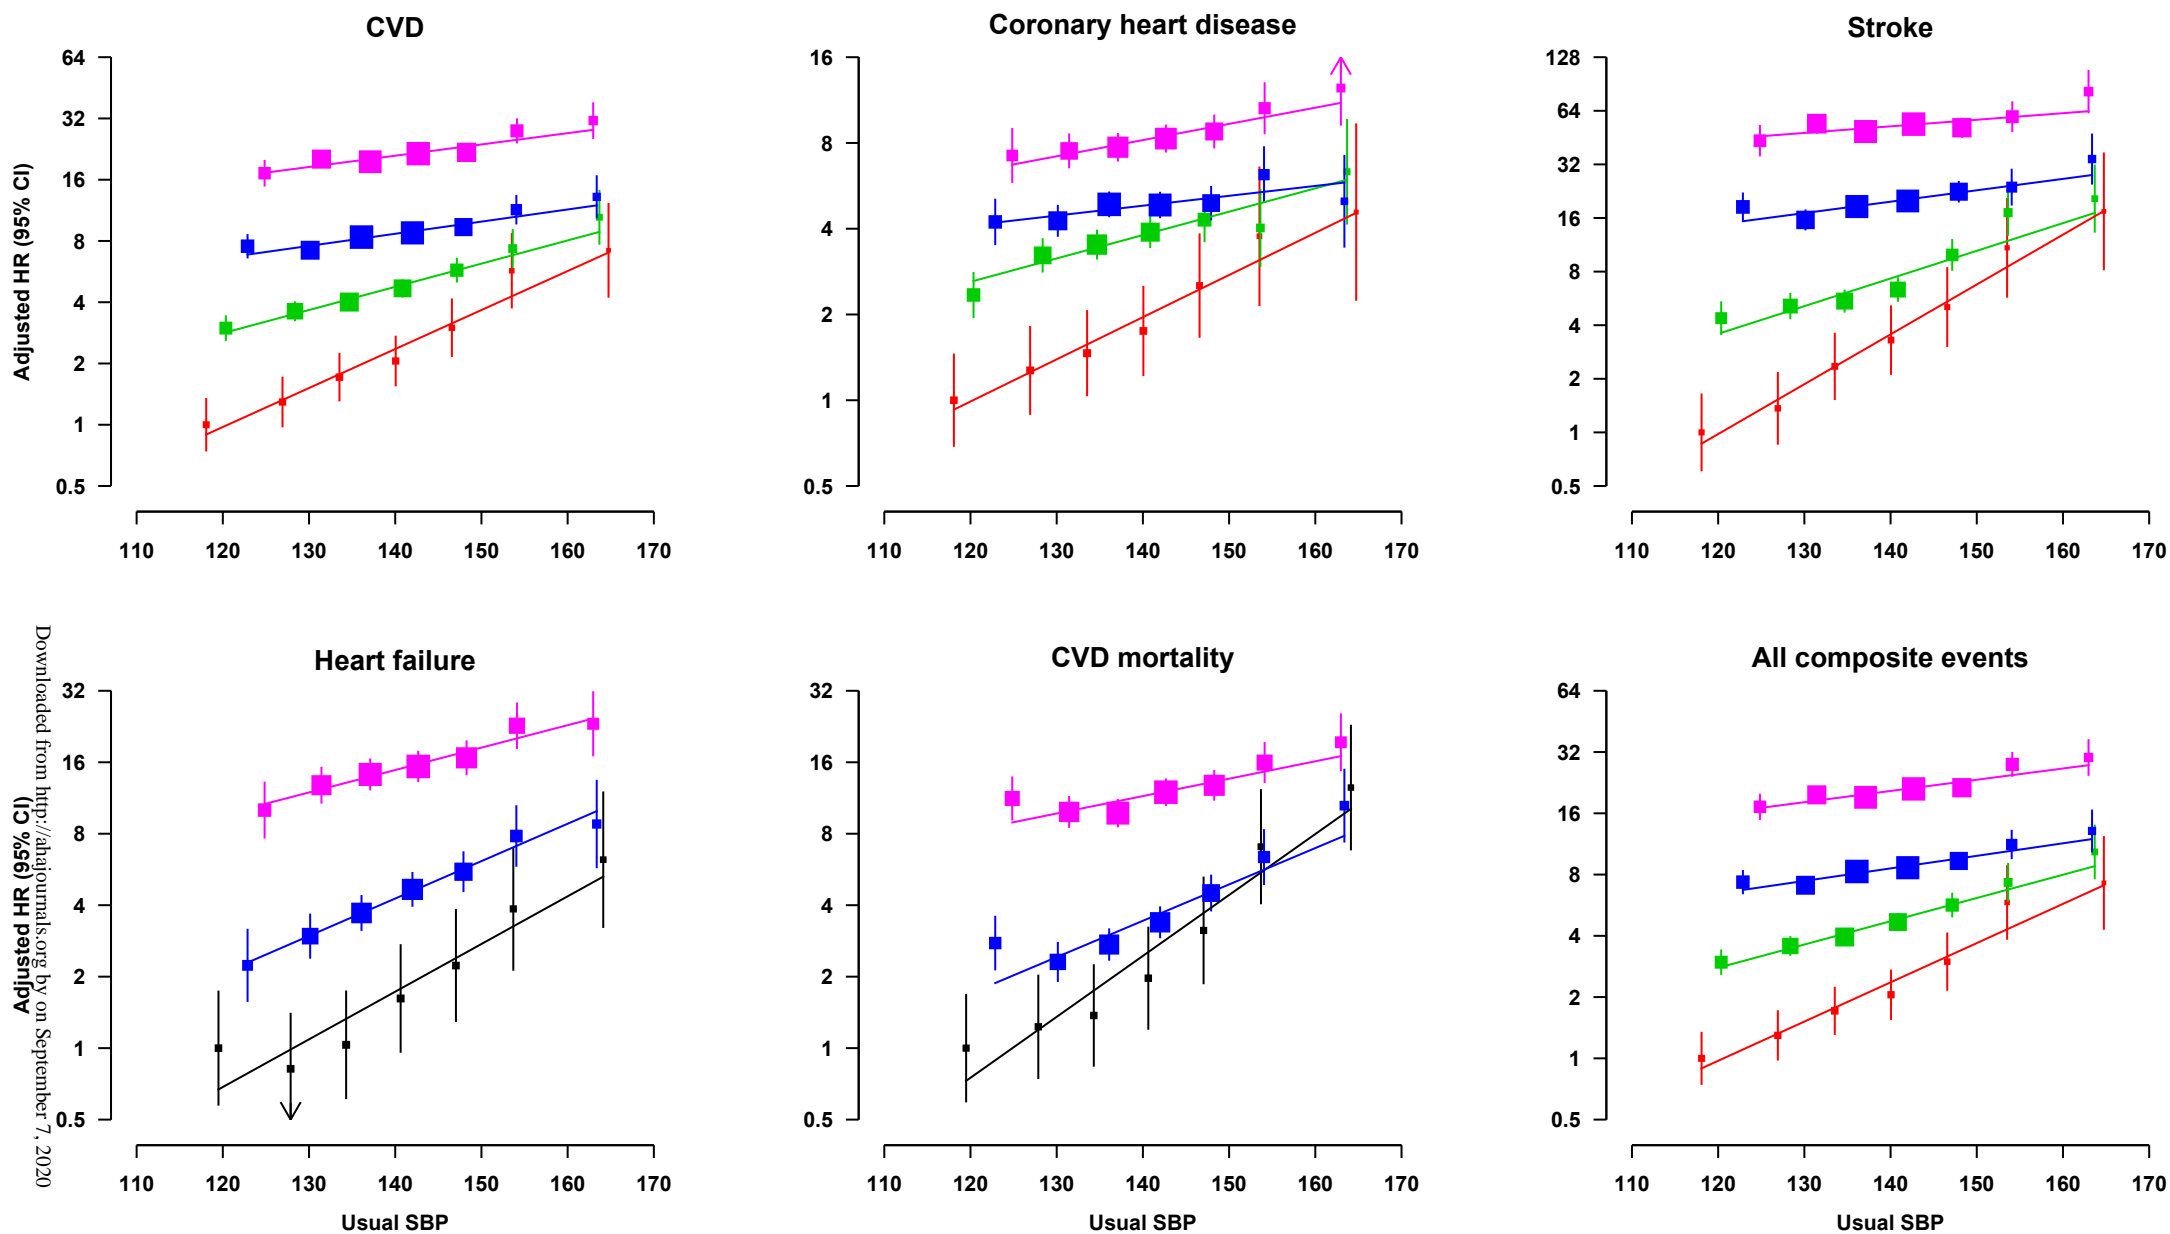 CVD
Coronary heart disease
Stroke
64
32
16
8
4
2
1
0.5
Adjusted HR (95% CI)
110 120 130 140 150 160 170
16
8
4
2
1
0.5
110 120 130 140 150 160 170
128
64
32
16
8
4
2
1
0.5
110 120 130 140 150 160 170
Heart failure
CVD mortality
All composite events
32
16
8
4
2
1
0.5
Adjusted HR (95% CI)
Downloaded from http://ahajournals.org by on September 7, 2020
110 120 130 140 150 160 170
Usual SBP
32
16
8
4
2
1
0.5
110 120 130 140 150 160 170
Usual SBP
64
32
16
8
4
2
1
0.5
110 120 130 140 150 160 170
Usual SBP